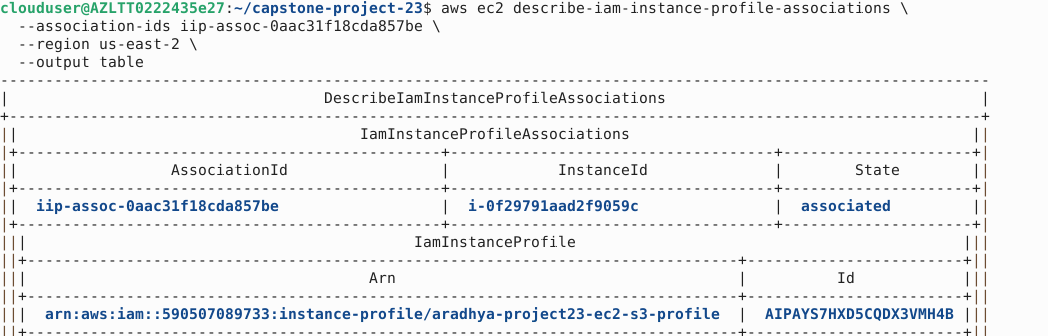 clouduser@AZLTT0222435e27:~/capstone-project-23$ aws ec2 describe-iam-instance-profile-associations \
--association-ids iip-assoc-0aac31f18cda857be \
--region us-east-2 \
--output table
DescribeIamInstanceProfileAssociations
IamInstanceProfileAssociations
AssociationId | InstanceId | State
iip-assoc-0aac31f18cda857be | i-0f29791aad2f9059c | associated
IamInstanceProfile
Arn | Id
arn:aws:iam::590507089733:instance-profile/aradhya-project23-ec2-s3-profile | AIPAYS7HXD5CQDX3VMH4B